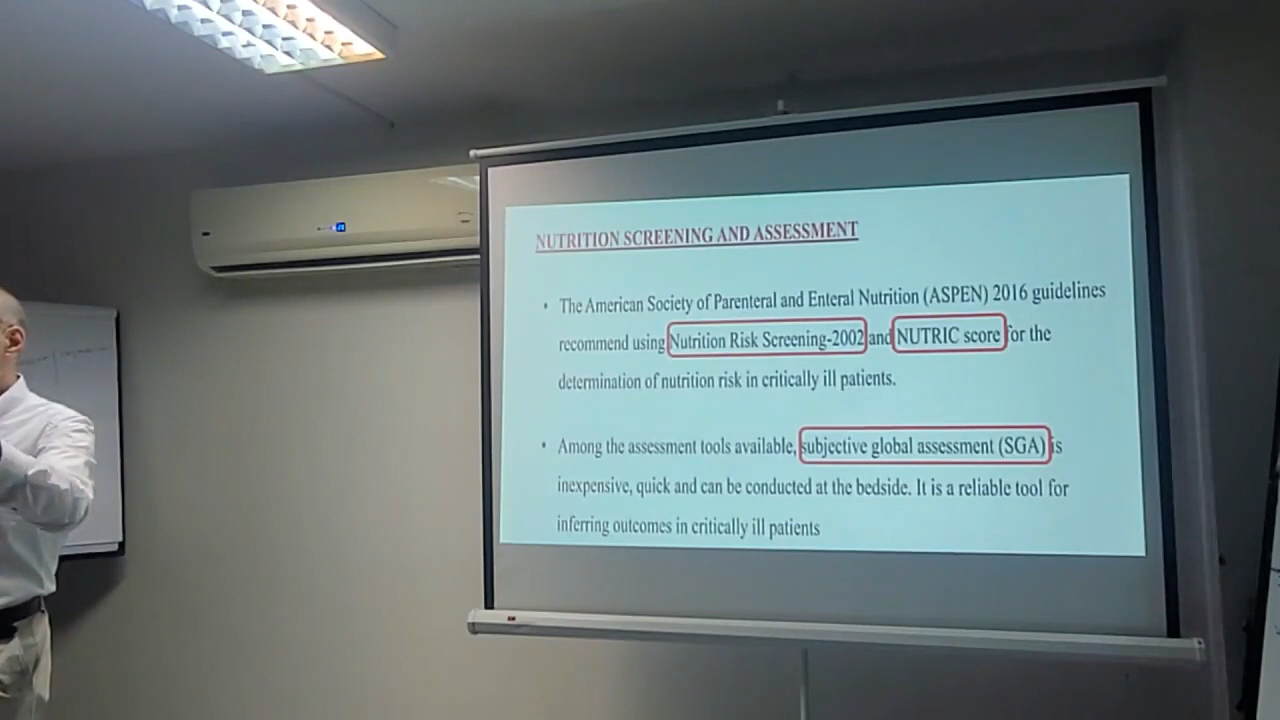 NUTRITION SCREENING AND ASSESSMENT
• The American Society of Parenteral and Enteral Nutrition (ASPEN) 2016 guidelines
recommend using Nutrition Risk Screening-2002 and NUTRIC score for the
determination of nutrition risk in critically ill patients.
• Among the assessment tools available, subjective global assessment (SGA) is
inexpensive, quick and can be conducted at the bedside. It is a reliable tool for
inferring outcomes in critically ill patients